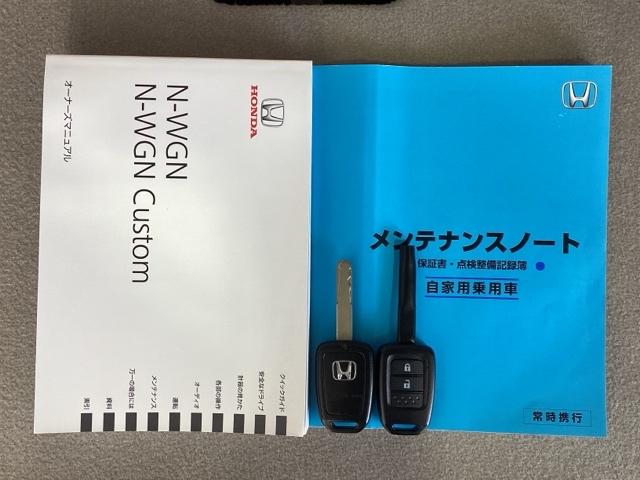 HONDA
N-WGN
N-WGN Custom
オーナーズマニュアル
クイックガイド
安全なドライブ
計器の見かた
各部の操作
オーディオ
運転
メンテナンス
万一の場合には
資料
索引
メンテナンスノート
保証書・点検整備記録簿
自家用乗用車
常時携行